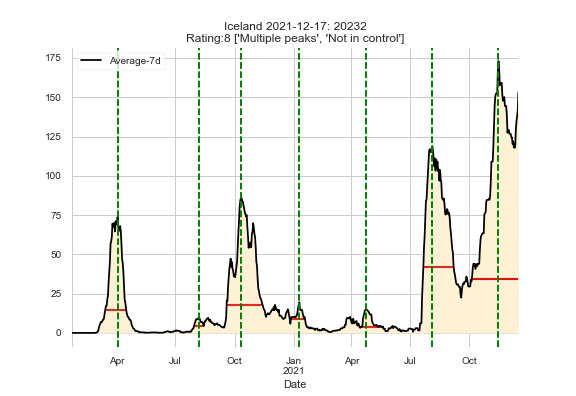 Iceland 2021-12-17: 20232
Rating:8 ['Multiple peaks', 'Not in control']
Average-7d
175
150
125
100
75
50
25
0
Apr Jul Oct Jan Apr Jul Oct
2021
Date